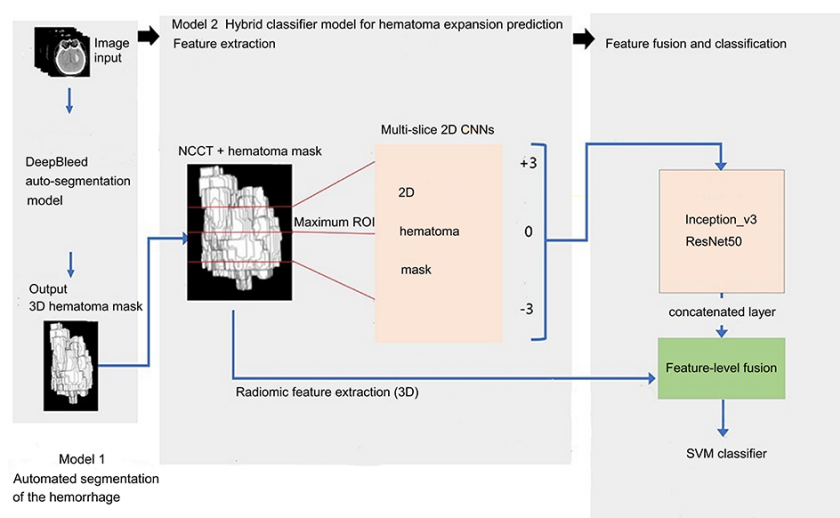 Image
input
DeepBleed
auto-segmentation
model
Output
3D hematoma mask
Model 1
Automated segmentation
of the hemorrhage
Model 2 Hybrid classifier model for hematoma expansion prediction
Feature extraction
NCCT + hematoma mask
Maximum ROI
Multi-slice 2D CNNs
2D
hematoma
mask
+3
0
-3
Radiomic feature extraction (3D)
Feature fusion and classification
Inception_v3
ResNet50
concatenated layer
Feature-level fusion
SVM classifier